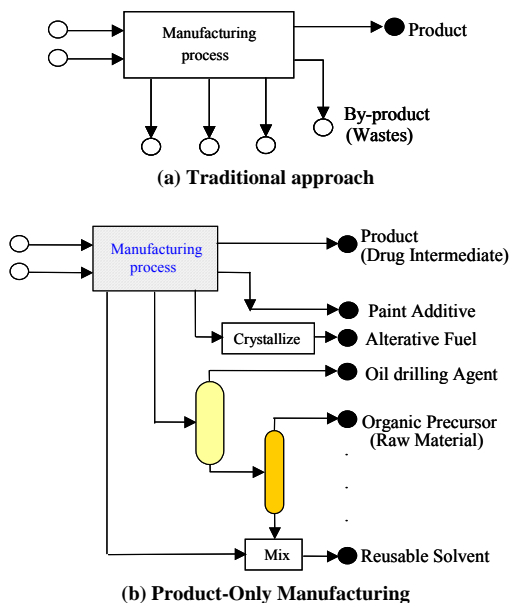 Manufacturing
process
Product
By-product
(Wastes)
(a) Traditional approach
Manufacturing
process
Product
(Drug Intermediate)
Paint Additive
Crystallize
Alterative Fuel
Oil drilling Agent
Organic Precursor
(Raw Material)
Mix
Reusable Solvent
(b) Product-Only Manufacturing